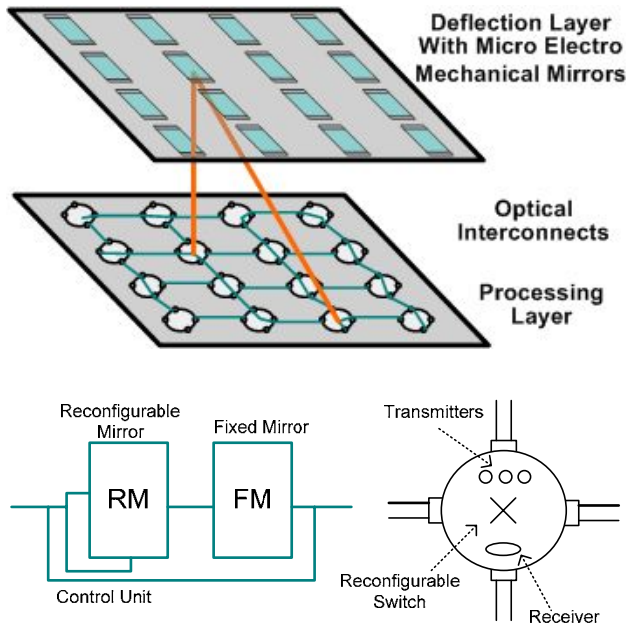 Deflection Layer
With Micro Electro
Mechanical Mirrors
Optical
Interconnects
Processing
Layer
Reconfigurable
Mirror
Fixed Mirror
RM
FM
Control Unit
Transmitters
Reconfigurable
Switch
Receiver